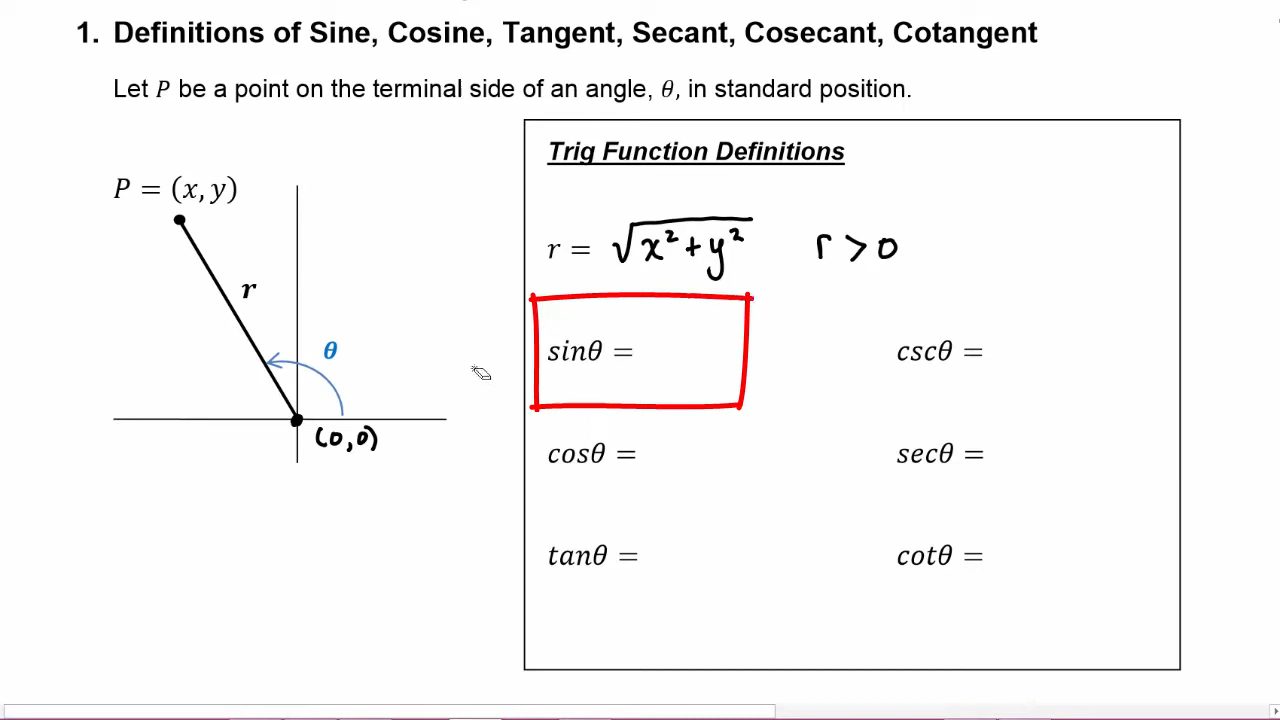 1. Definitions of Sine, Cosine, Tangent, Secant, Cosecant, Cotangent
Let P be a point on the terminal side of an angle, θ, in standard position.
P = (x, y)
r
θ
(0,0)
Trig Function Definitions
r = √x²+y² r > 0
sinθ = cscθ =
cosθ = secθ =
tanθ = cotθ =